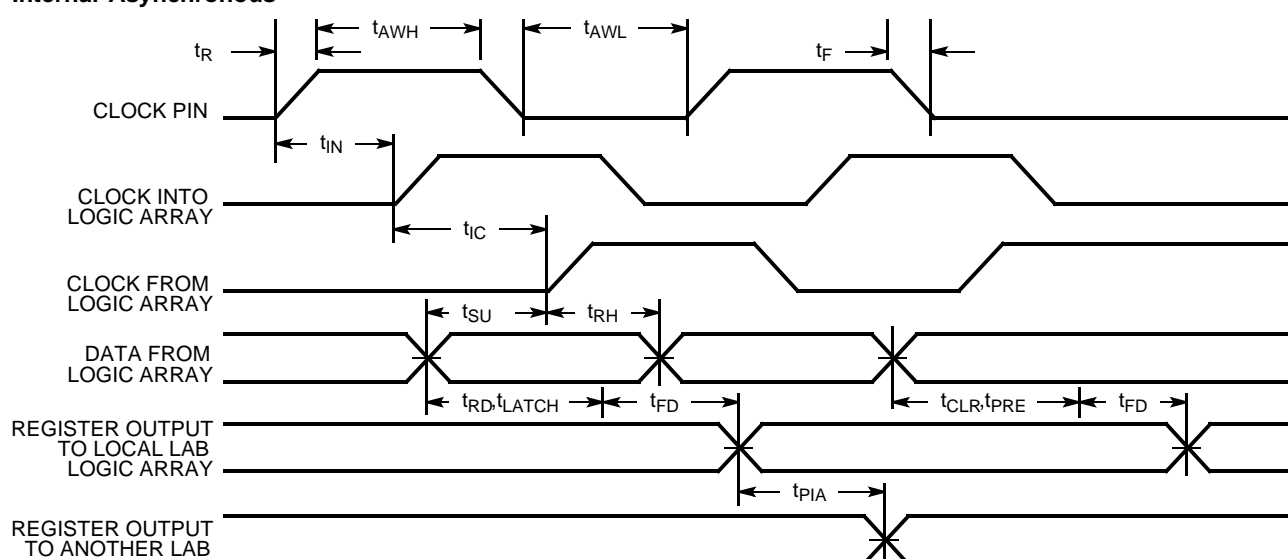 Internal Asynchronous
tAWH
tAWL
tR
tF
CLOCK PIN
tIN
CLOCK INTO
LOGIC ARRAY
tIC
CLOCK FROM
LOGIC ARRAY
tSU
tRH
DATA FROM
LOGIC ARRAY
tRD,tLATCH
tFD
tCLR,tPRE
tFD
REGISTER OUTPUT
TO LOCAL LAB
LOGIC ARRAY
tPIA
REGISTER OUTPUT
TO ANOTHER LAB